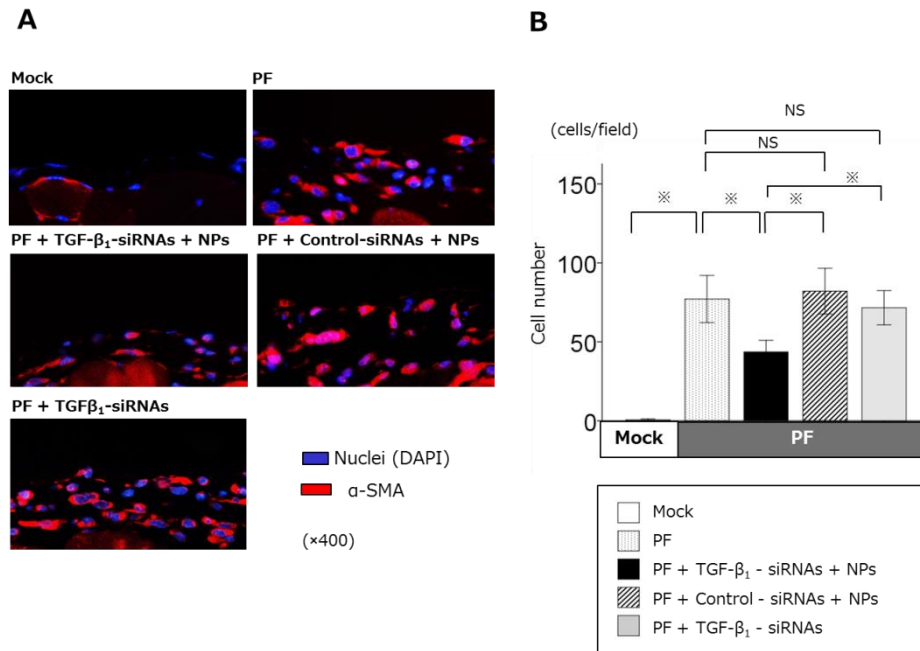 A
Mock
PF
PF + TGF-β₁-siRNAs + NPs
PF + Control-siRNAs + NPs
PF + TGFβ₁-siRNAs
Nuclei (DAPI)
α-SMA
(×400)
B
(cells/field)
NS
NS
※
※
※
※
Cell number
150
100
50
0
Mock
PF
Mock
PF
PF + TGF-β₁ - siRNAs + NPs
PF + Control - siRNAs + NPs
PF + TGF-β₁ - siRNAs